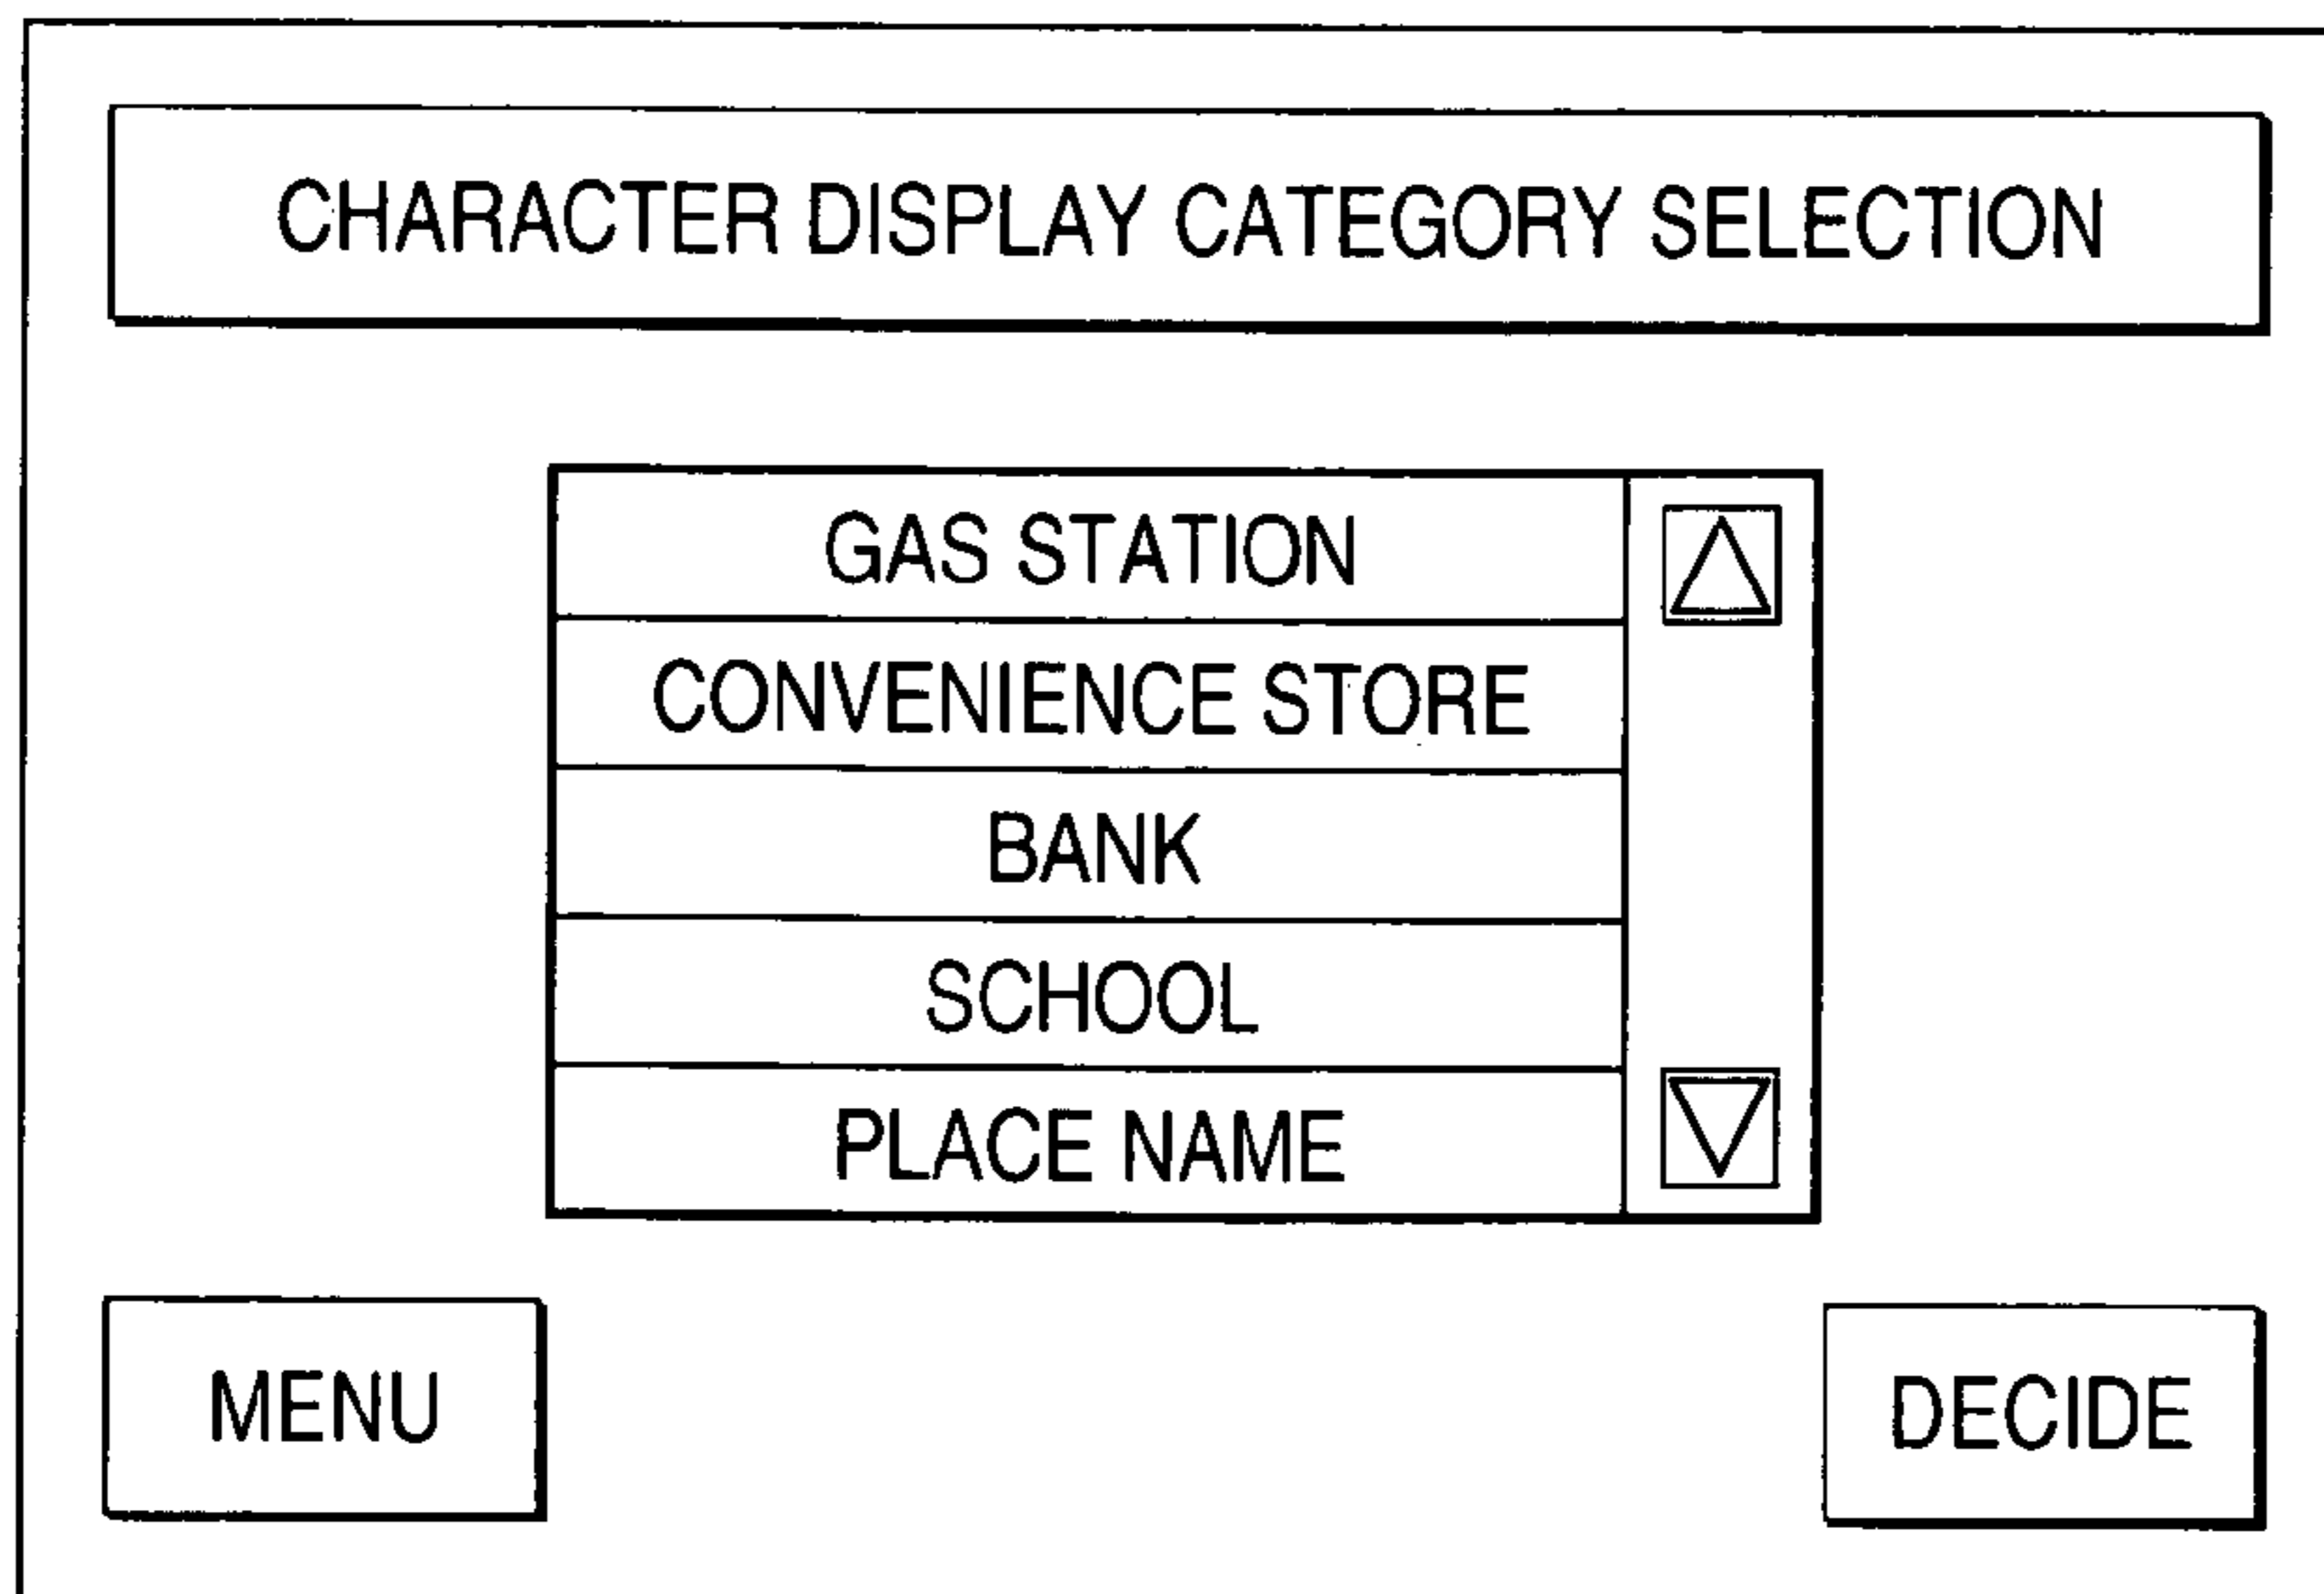 CHARACTER DISPLAY CATEGORY SELECTION
GAS STATION
CONVENIENCE STORE
BANK
SCHOOL
PLACE NAME
MENU
DECIDE